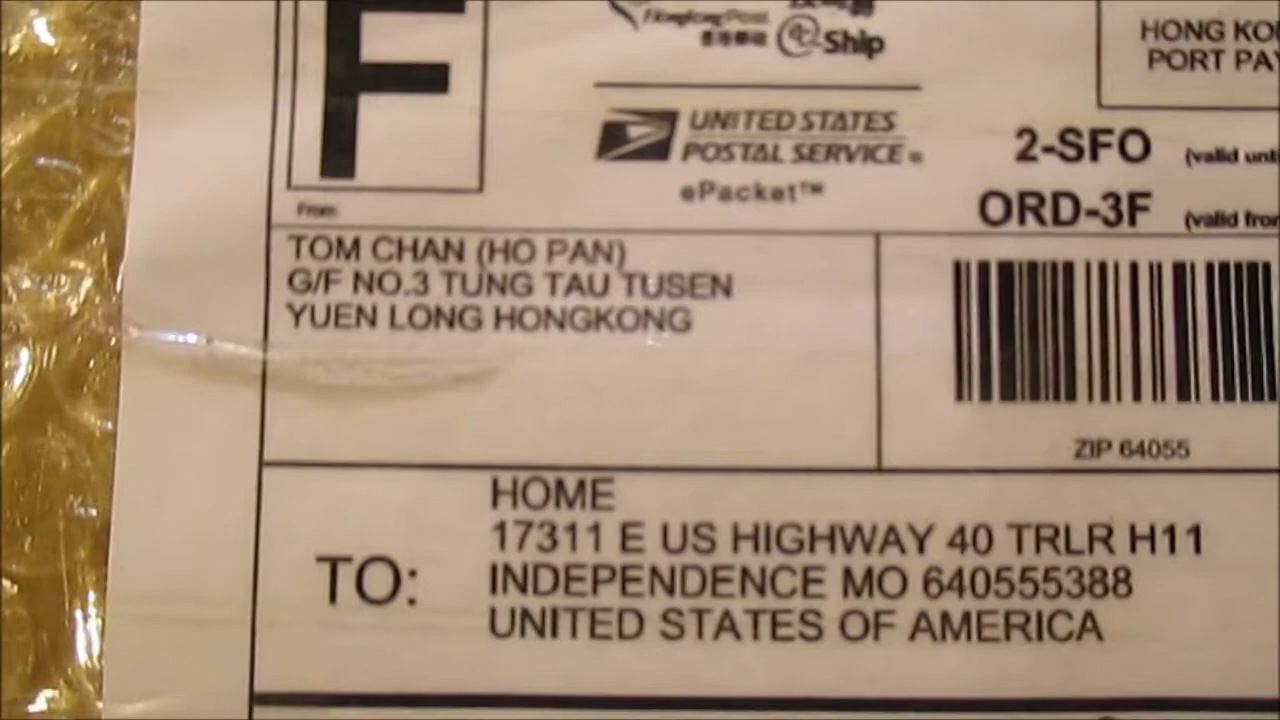 F
HongkongPost
香港郵政
Ship
HONG KO
PORT PA
UNITED STATES
POSTAL SERVICE
ePacket™
2-SFO (valid unt
ORD-3F (valid fro
From:
TOM CHAN (HO PAN)
G/F NO.3 TUNG TAU TUSEN
YUEN LONG HONGKONG
ZIP 64055
TO:
HOME
17311 E US HIGHWAY 40 TRLR H11
INDEPENDENCE MO 640555388
UNITED STATES OF AMERICA